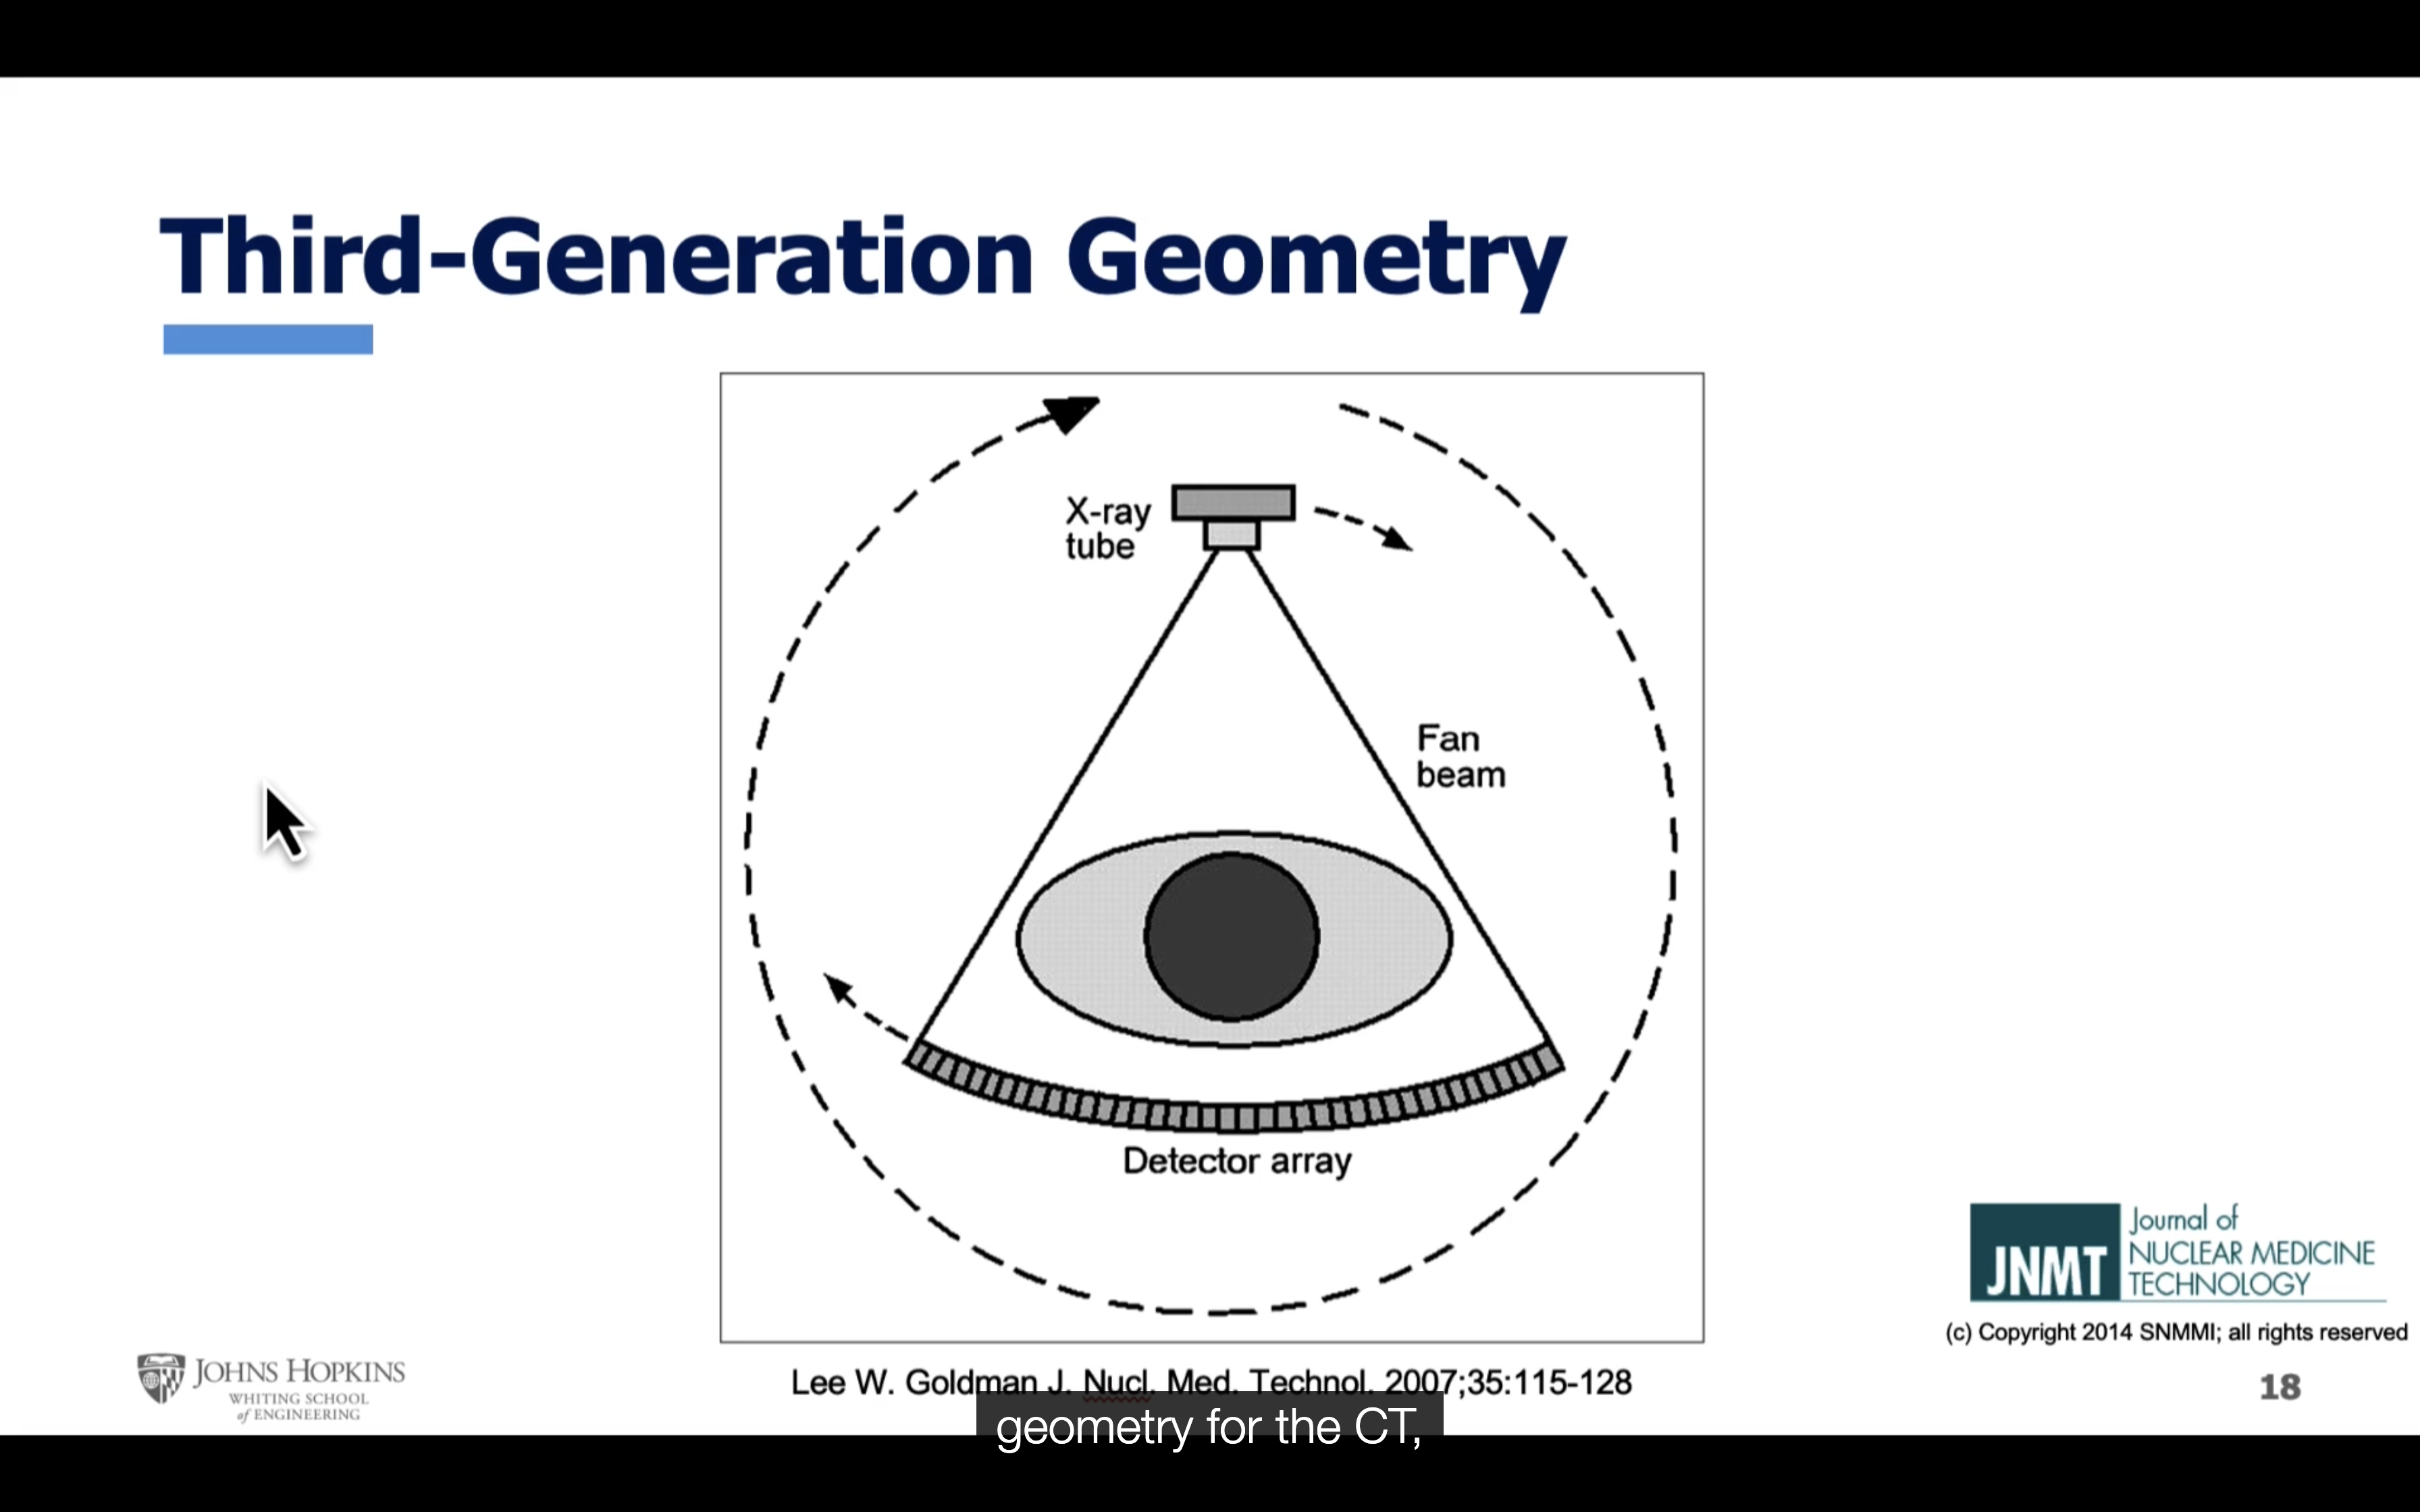 Third-Generation Geometry
X-ray
tube
Fan
beam
Detector array
JNMT
Journal of
NUCLEAR MEDICINE
TECHNOLOGY
(c) Copyright 2014 SNMMI; all rights reserved
JOHNS HOPKINS
WHITING SCHOOL
of ENGINEERING
Lee W. Goldman J. Nucl. Med. Technol. 2007;35:115-128
18
geometry for the CT,